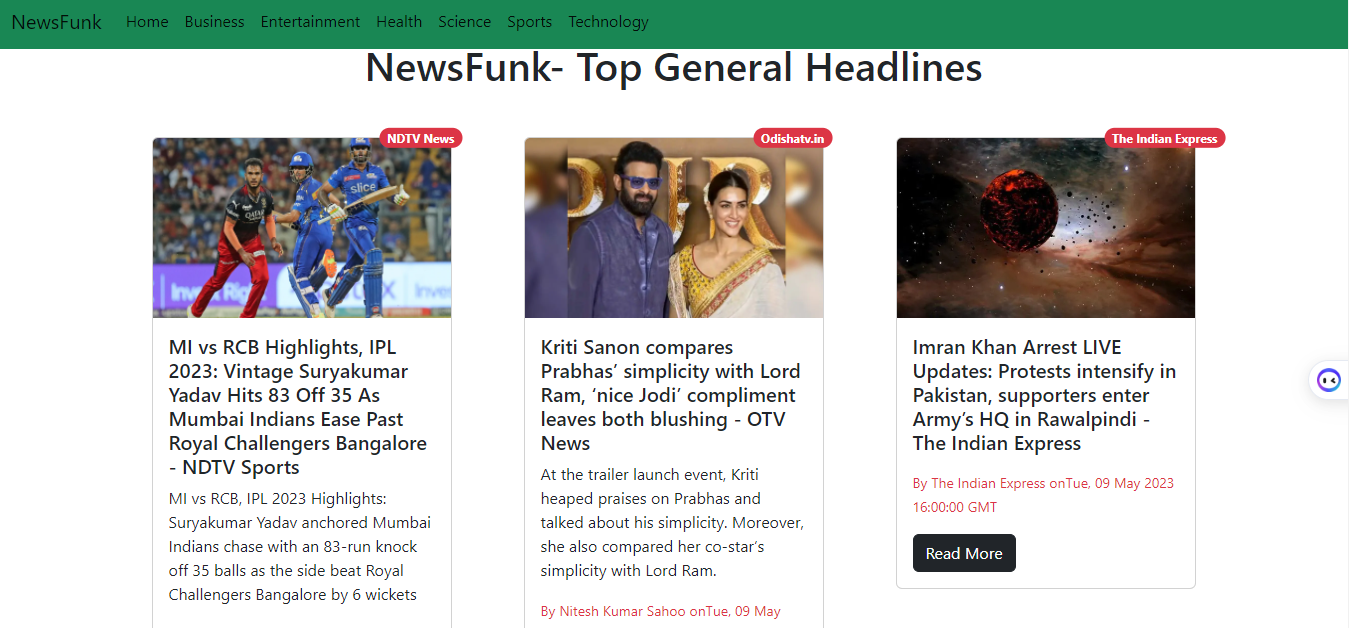 NewsFunk Home Business Entertainment Health Science Sports Technology
NewsFunk- Top General Headlines
NDTV News
slice
MI vs RCB Highlights, IPL
2023: Vintage Suryakumar
Yadav Hits 83 Off 35 As
Mumbai Indians Ease Past
Royal Challengers Bangalore
- NDTV Sports
MI vs RCB, IPL 2023 Highlights:
Suryakumar Yadav anchored Mumbai
Indians chase with an 83-run knock
off 35 balls as the side beat Royal
Challengers Bangalore by 6 wickets
Odishatv.in
Kriti Sanon compares
Prabhas’ simplicity with Lord
Ram, ‘nice Jodi’ compliment
leaves both blushing - OTV
News
At the trailer launch event, Kriti
heaped praises on Prabhas and
talked about his simplicity. Moreover,
she also compared her co-star’s
simplicity with Lord Ram.
By Nitesh Kumar Sahoo onTue, 09 May
The Indian Express
Imran Khan Arrest LIVE
Updates: Protests intensify in
Pakistan, supporters enter
Army’s HQ in Rawalpindi -
The Indian Express
By The Indian Express onTue, 09 May 2023
16:00:00 GMT
Read More